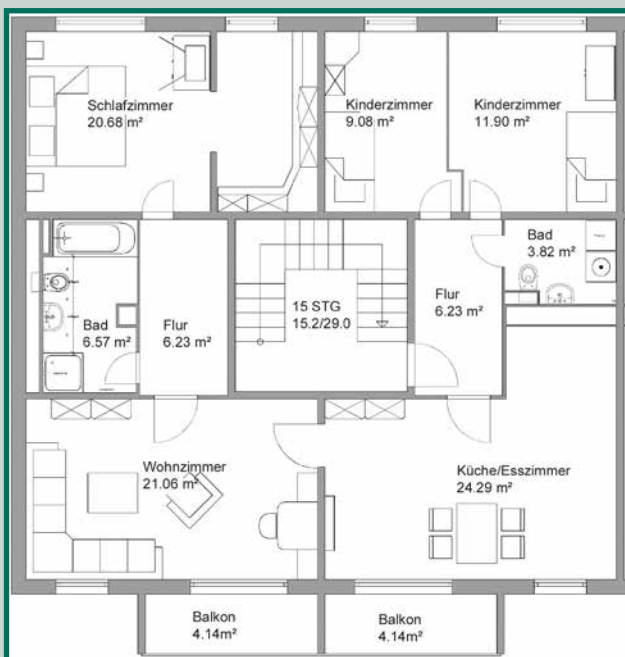 Schlafzimmer
20.68 m²
Kinderzimmer
9.08 m²
Kinderzimmer
11.90 m²
Bad
3.82 m²
15 STG
15.2/29.0
Flur
6.23 m²
Bad
6.57 m²
Flur
6.23 m²
Wohnzimmer
21.06 m²
Küche/Esszimmer
24.29 m²
Balkon
4.14m²
Balkon
4.14m²